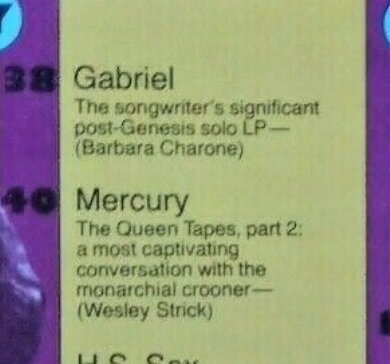 38 Gabriel
The songwriter's significant
post-Genesis solo LP—
(Barbara Charone)
40 Mercury
The Queen Tapes, part 2:
a most captivating
conversation with the
monarchial crooner—
(Wesley Strick)